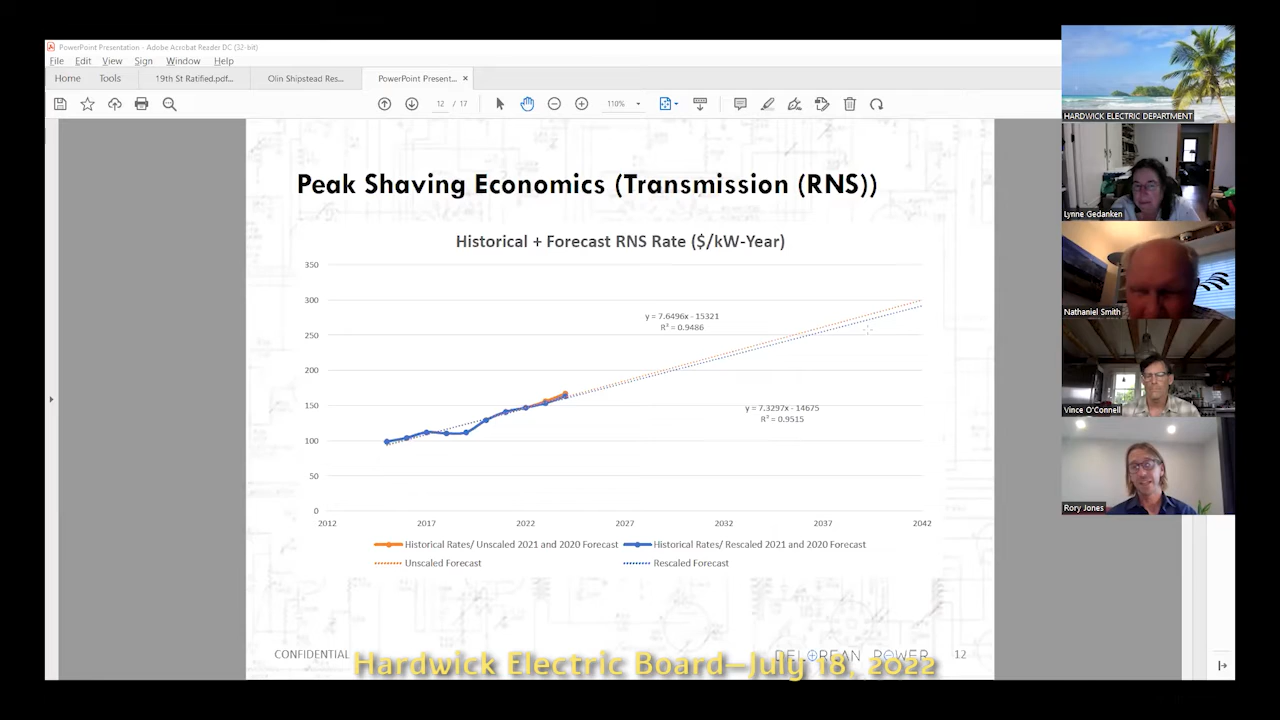 PowerPoint Presentation - Adobe Acrobat Reader DC (32-bit)
File Edit View Sign Window Help
Home Tools 19th St Ratified.pdf... Olin Shipstead Res... PowerPoint Present... ×
12 / 17 110%
Peak Shaving Economics (Transmission (RNS))
Historical + Forecast RNS Rate ($/kW-Year)
350
300
250
200
150
100
50
0
y = 7.6496x - 15321
R² = 0.9486
y = 7.3297x - 14675
R² = 0.9515
2012 2017 2022 2027 2032 2037 2042
Historical Rates/ Unscaled 2021 and 2020 Forecast Historical Rates/ Rescaled 2021 and 2020 Forecast
Unscaled Forecast Rescaled Forecast
CONFIDENTIAL DELOREAN POWER 12
Hardwick Electric Board—July 18, 2022
HARDWICK ELECTRIC DEPARTMENT
Lynne Gedanken
Nathaniel Smith
Vince O'Connell
Rory Jones